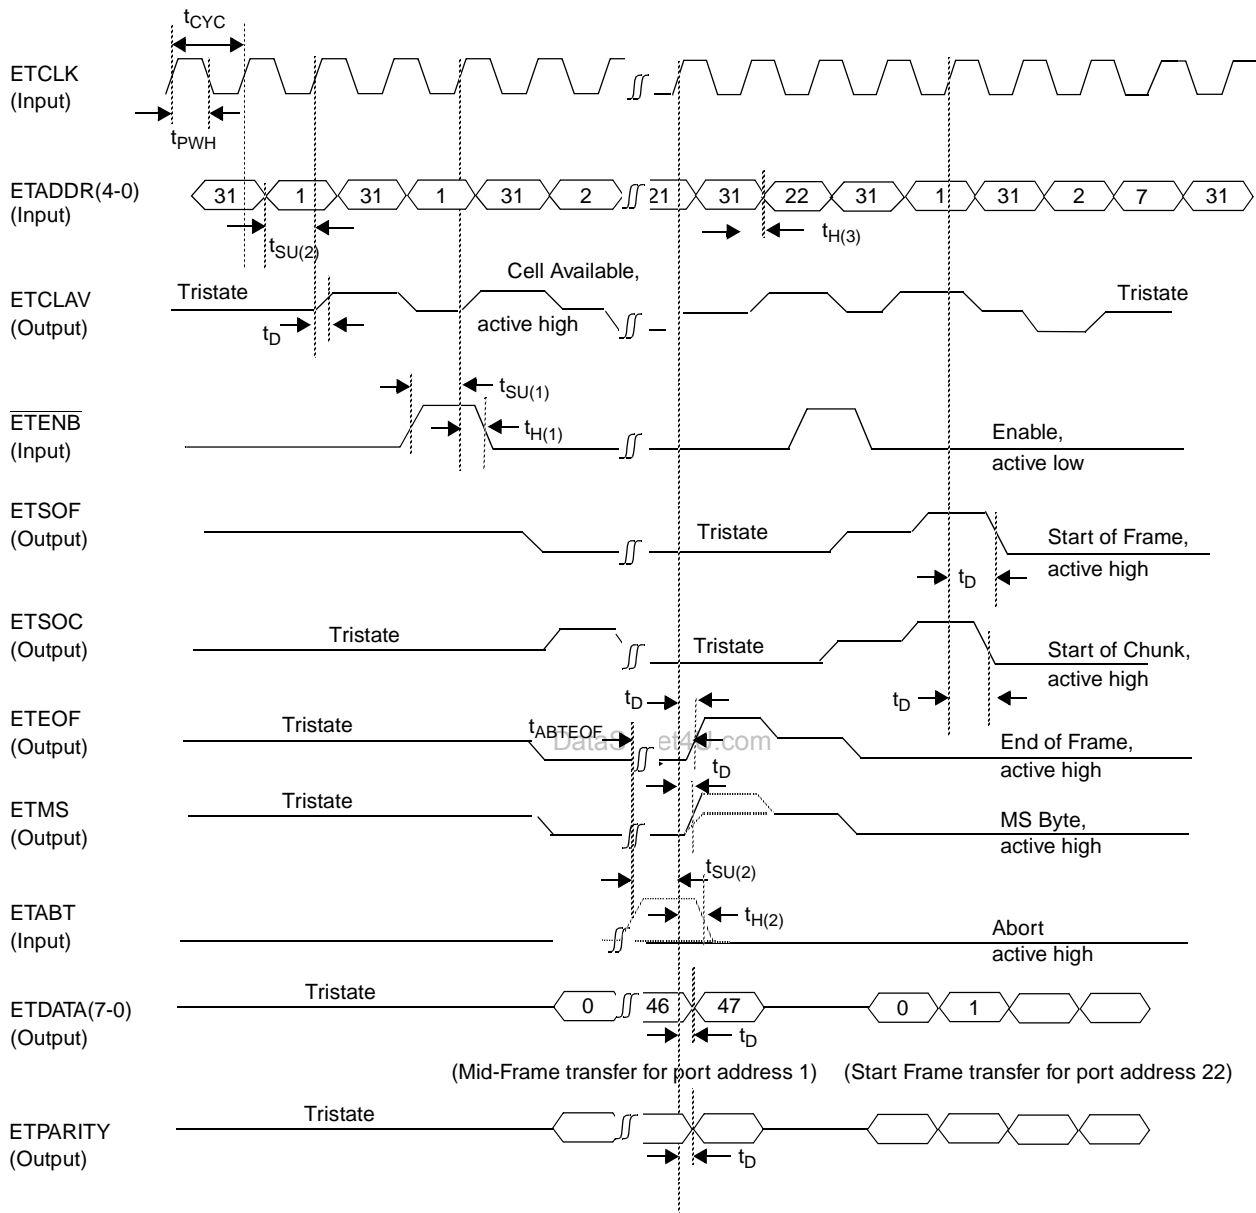 tCYC
ETCLK
(Input)
tPWH
ETADDR(4-0)
(Input)
31 1 31 1 31 2 21 31 22 31 1 31 2 7 31
tSU(2)
tH(3)
ETCLAV
(Output)
Tristate
Cell Available,
active high
Tristate
tD
ETENB
(Input)
tSU(1)
tH(1)
Enable,
active low
ETSOF
(Output)
Tristate
Start of Frame,
active high
tD
ETSOC
(Output)
Tristate
Tristate
Start of Chunk,
active high
tD
tD
ETEOF
(Output)
Tristate
tABTEOF
End of Frame,
active high
tD
ETMS
(Output)
Tristate
MS Byte,
active high
tSU(2)
ETABT
(Input)
tH(2)
Abort
active high
ETDATA(7-0)
(Output)
Tristate
0 46 47 0 1
tD
(Mid-Frame transfer for port address 1) (Start Frame transfer for port address 22)
ETPARITY
(Output)
Tristate
tD